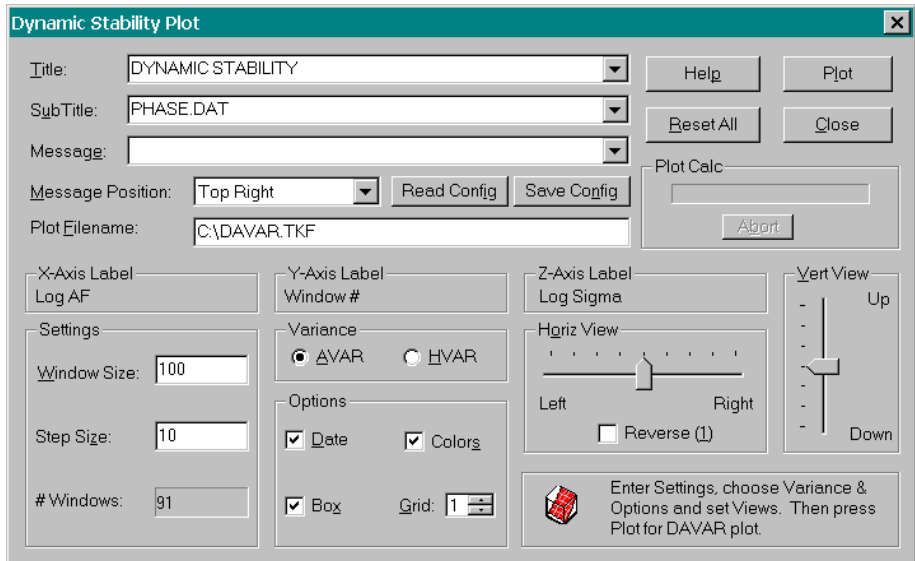 Dynamic Stability Plot
Title: DYNAMIC STABILITY
Help Plot
SubTitle: PHASE.DAT
Reset All Close
Message:
Plot Calc
Message Position: Top Right Read Config Save Config
Abort
Plot Filename: C:\DAVAR.TKF
X-Axis Label
Log AF
Y-Axis Label
Window #
Z-Axis Label
Log Sigma
Vert View
Up
Down
Settings
Window Size: 100
Step Size: 10
# Windows: 91
Variance
AVAR HVAR
Options
Date Colors
Box Grid: 1
Horiz View
Left Right
Reverse (1)
Enter Settings, choose Variance &
Options and set Views. Then press
Plot for DAVAR plot.